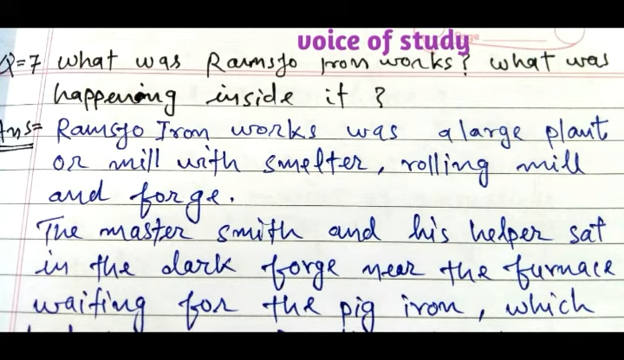 voice of study
Q=7 what was Ramsjo Iron works? what was
happening inside it ?
Ans= Ramsjo Iron works was a large plant
or mill with smelter, rolling mill
and forge.
The master smith and his helper sat
in the dark forge near the furnace
waiting for the pig iron, which